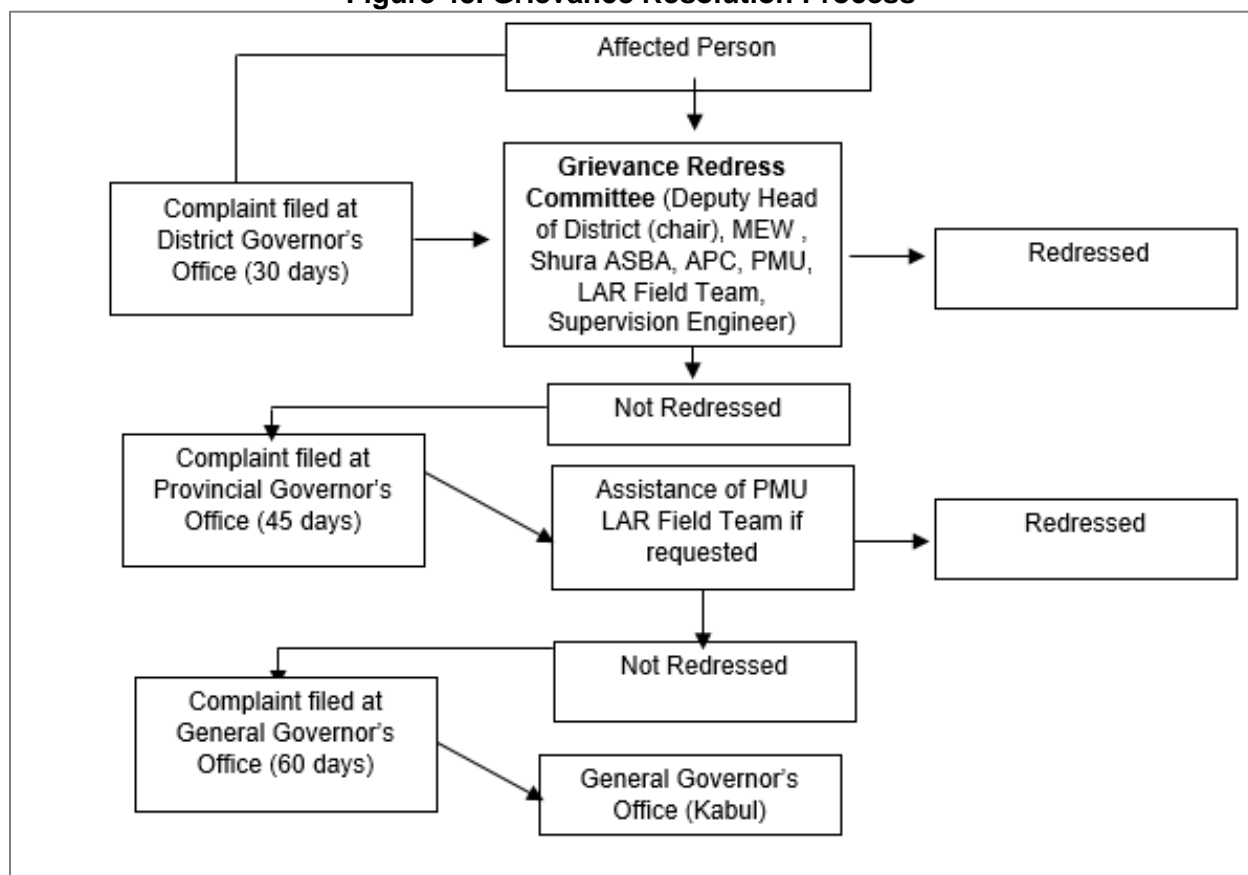 Figure Grievance Resolution Process
Affected Person
Complaint filed at
District Governor's
Office (30 days)
Grievance Redress
Committee (Deputy Head
of District (chair), MEW ,
Shura ASBA, APC, PMU,
LAR Field Team,
Supervision Engineer)
Redressed
Not Redressed
Complaint filed at
Provincial Governor's
Office (45 days)
Assistance of PMU
LAR Field Team if
requested
Redressed
Not Redressed
Complaint filed at
General Governor's
Office (60 days)
General Governor's
Office (Kabul)